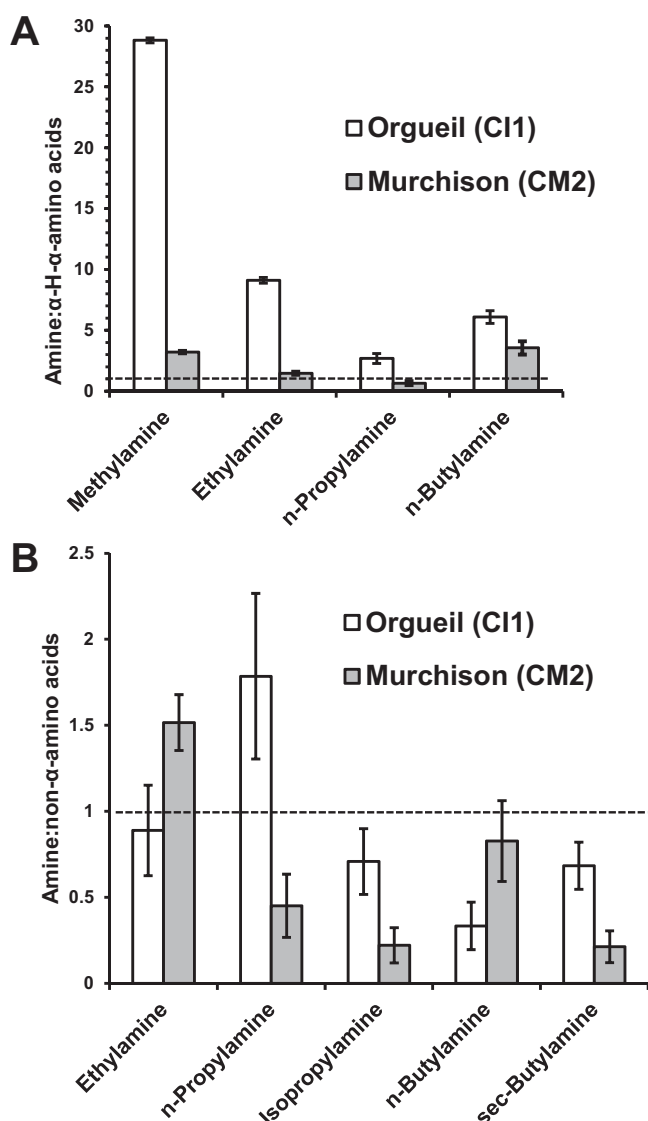 A
Amine:α-H-α-amino acids
30
25
20
15
10
5
0
Orgueil (CI1)
Murchison (CM2)
Methylamine
Ethylamine
n-Propylamine
n-Butylamine
B
Amine:non-α-amino acids
2.5
2
1.5
1
0.5
0
Orgueil (CI1)
Murchison (CM2)
Ethylamine
n-Propylamine
Isopropylamine
n-Butylamine
sec-Butylamine